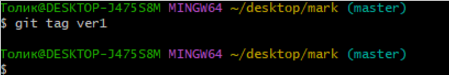 Толик@DESKTOP-J475S8M MINGW64 ~/desktop/mark (master)
$ git tag ver1
Толик@DESKTOP-J475S8M MINGW64 ~/desktop/mark (master)
$